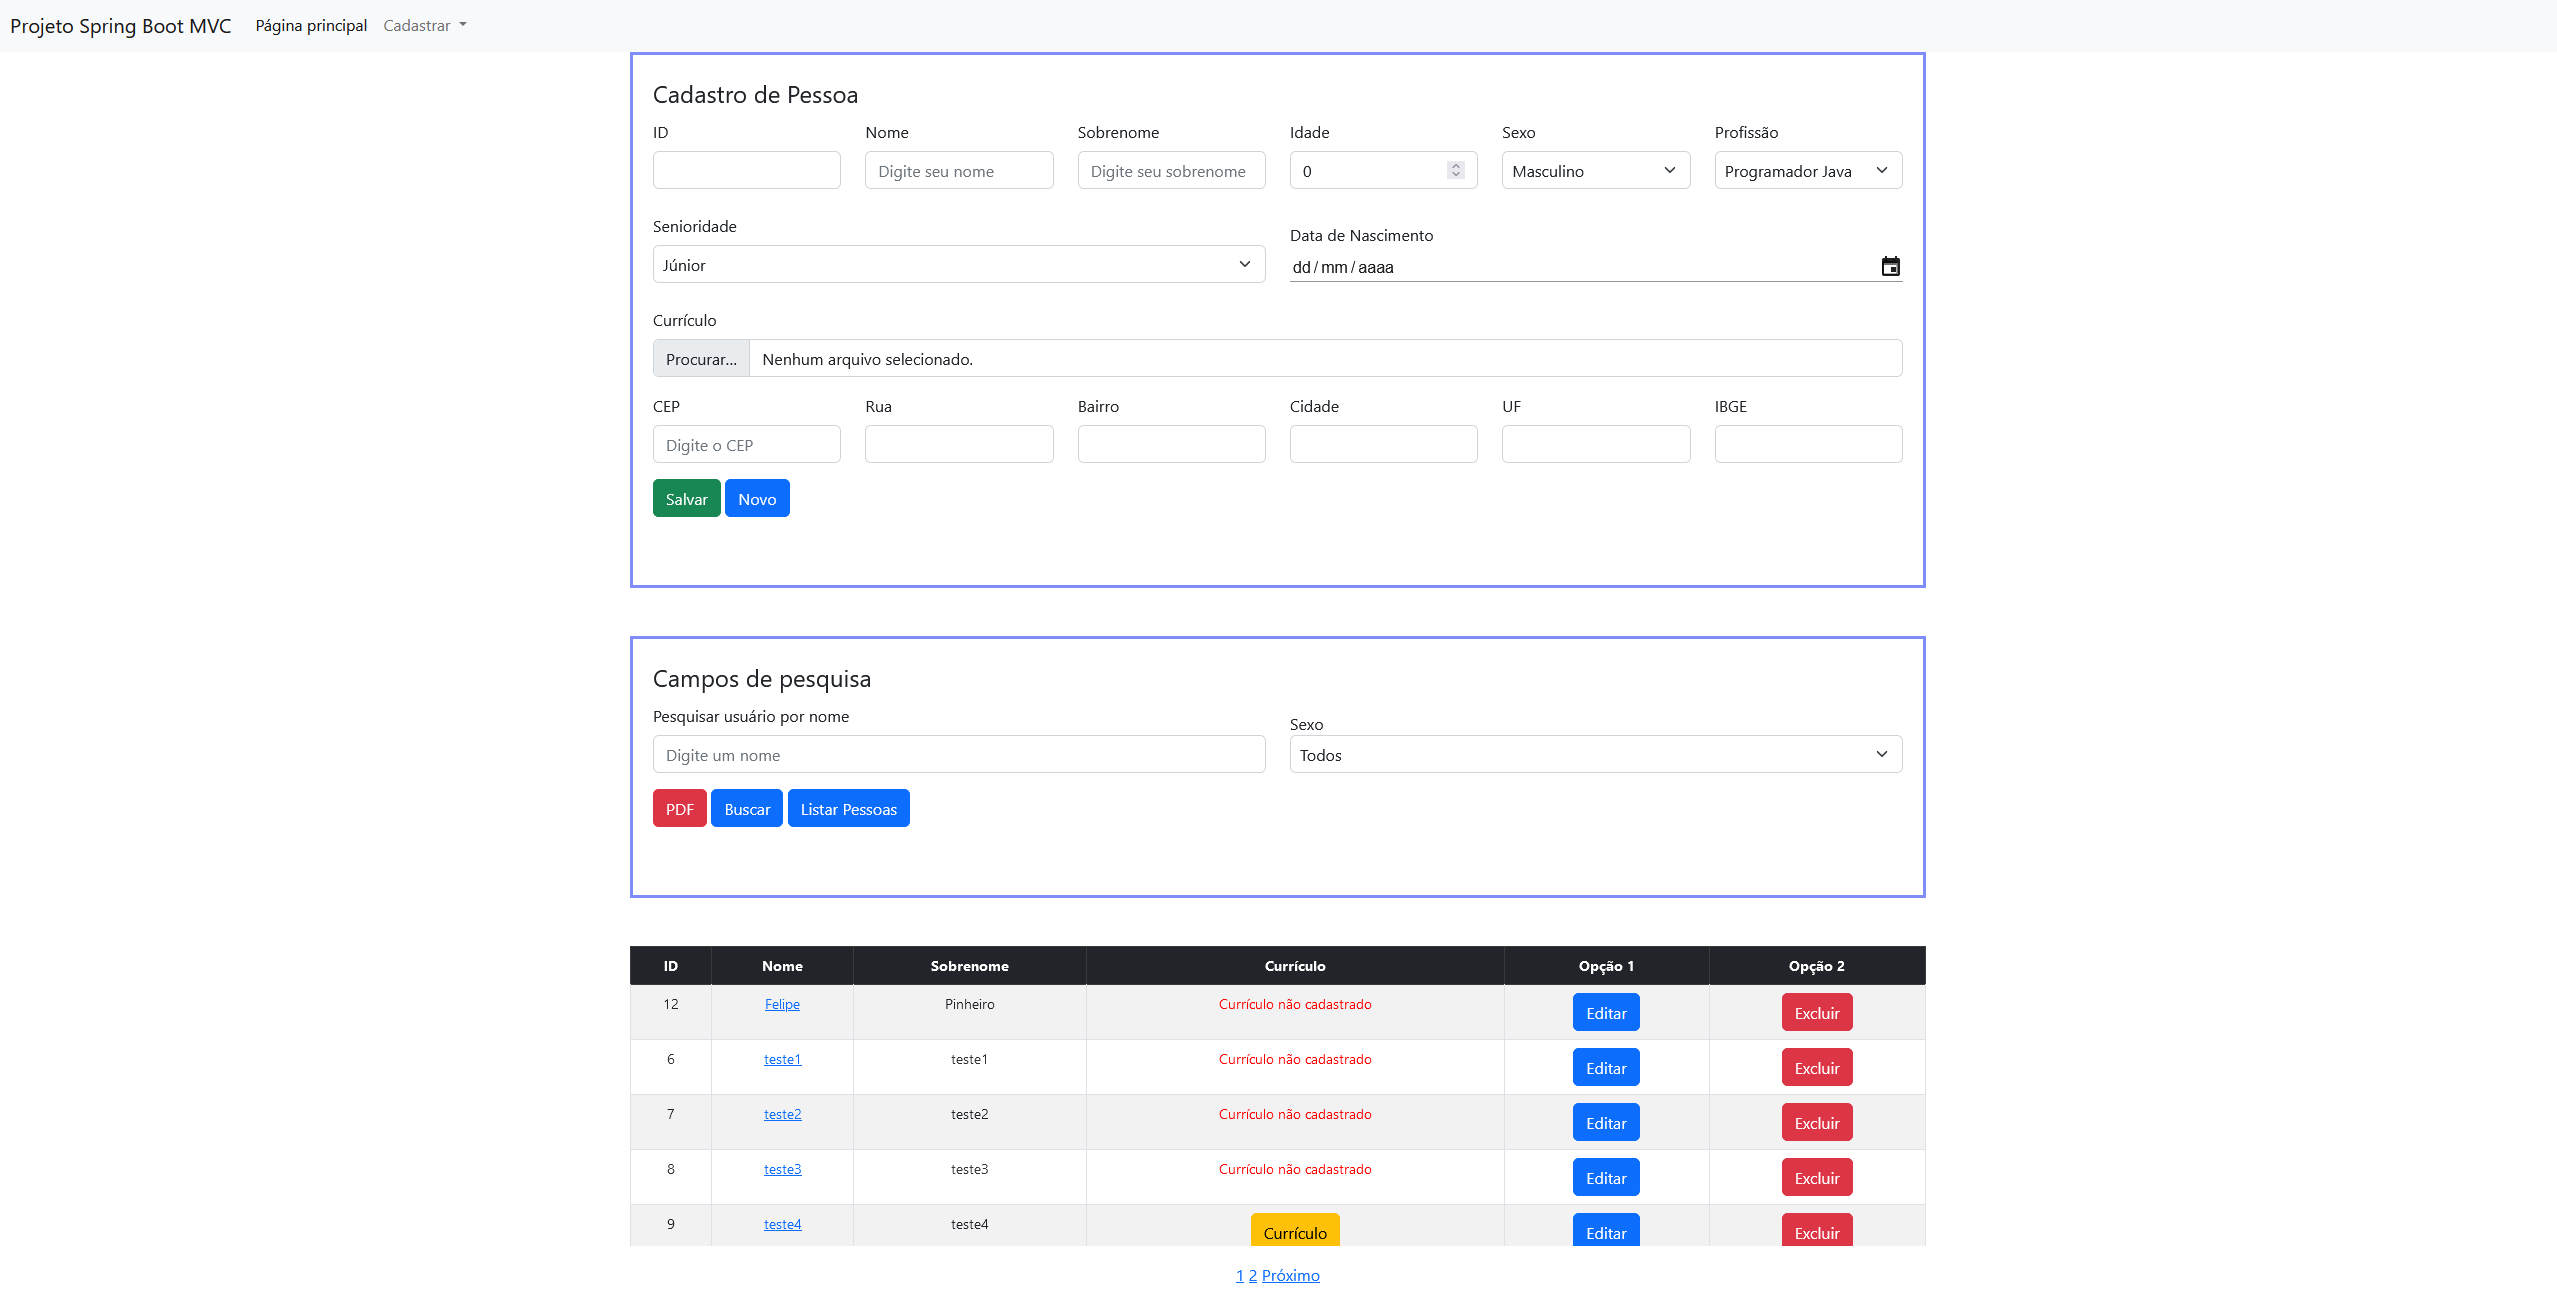 Projeto Spring Boot MVC Página principal Cadastrar
Cadastro de Pessoa
ID Nome Sobrenome Idade Sexo Profissão
Digite seu nome Digite seu sobrenome 0 Masculino Programador Java
Senioridade Data de Nascimento
Júnior dd/mm/aaaa
Currículo
Procurar... Nenhum arquivo selecionado.
CEP Rua Bairro Cidade UF IBGE
Digite o CEP
Salvar Novo
Campos de pesquisa
Pesquisar usuário por nome Sexo
Digite um nome Todos
PDF Buscar Listar Pessoas
ID Nome Sobrenome Currículo Opção 1 Opção 2
12 Felipe Pinheiro Currículo não cadastrado Editar Excluir
6 teste1 teste1 Currículo não cadastrado Editar Excluir
7 teste2 teste2 Currículo não cadastrado Editar Excluir
8 teste3 teste3 Currículo não cadastrado Editar Excluir
9 teste4 teste4 Currículo Editar Excluir
1 2 Próximo